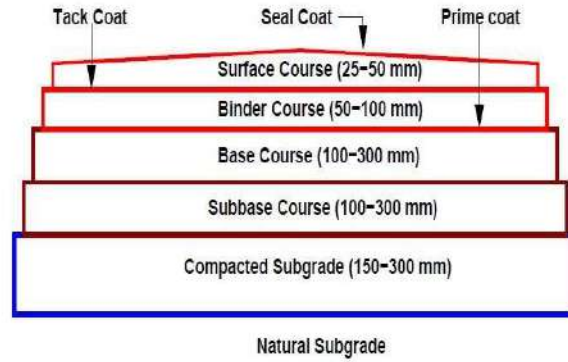 Tack Coat
Seal Coat
Prime coat
Surface Course (25-50 mm)
Binder Course (50-100 mm)
Base Course (100-300 mm)
Subbase Course (100-300 mm)
Compacted Subgrade (150-300 mm)
Natural Subgrade